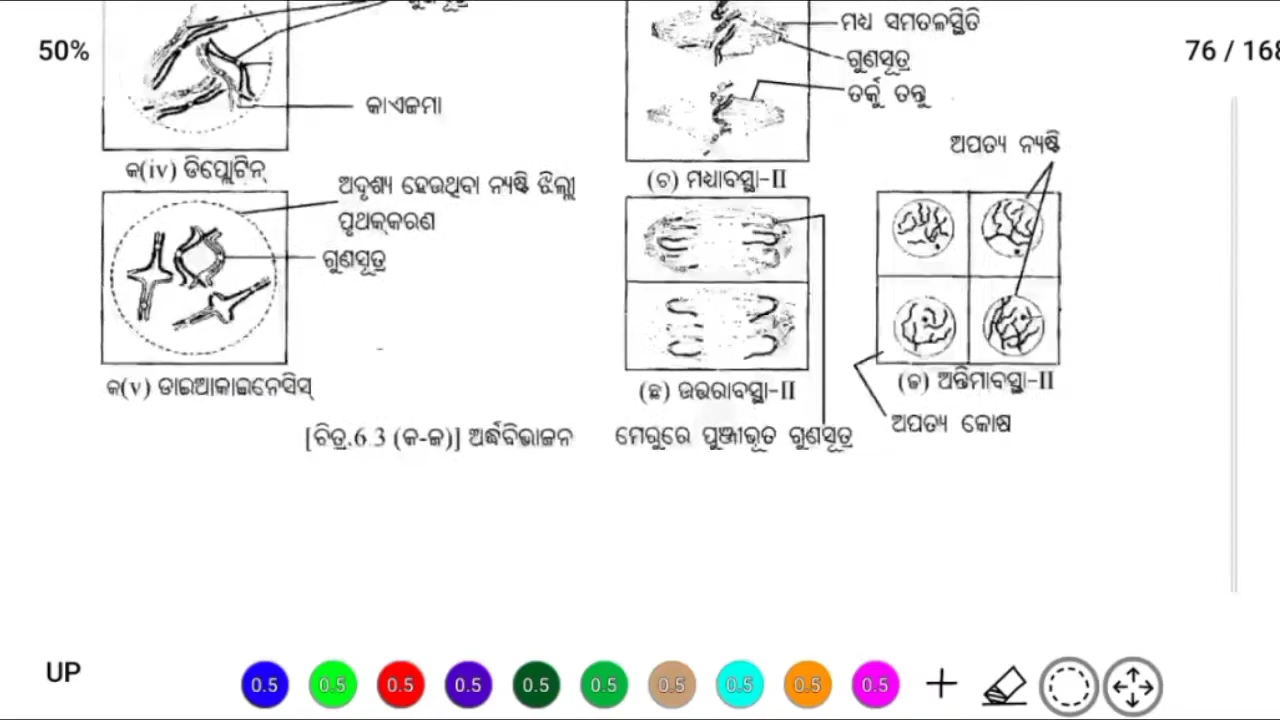 50%
76 / 168
କାଏଜମା
କ(iv) ଡିପ୍ଲୋଟିନ୍
ଅଦୃଶ୍ୟ ହେଉଥିବା ନ୍ୟଷ୍ଟି ଝିଲ୍ଲୀ
ପୃଥକ୍‌କରଣ
ଗୁଣସୂତ୍ର
କ(v) ଡାଇଆକାଇନେସିସ୍
ମଧ୍ୟ ସମତଳସ୍ଥିତି
ଗୁଣସୂତ୍ର
ତର୍କୁ ତନ୍ତୁ
(ଚ) ମଧ୍ୟାବସ୍ଥା-II
ଅପତ୍ୟ ନ୍ୟଷ୍ଟି
(ଛ) ଉତ୍ତରାବସ୍ଥା-II
(ଜ) ଅନ୍ତିମାବସ୍ଥା-II
ଅପତ୍ୟ କୋଷ
[ଚିତ୍ର.6.3 (କ-ଜ)] ଅର୍ଦ୍ଧବିଭାଜନ
ମେରୁରେ ପୁଞ୍ଜୀଭୂତ ଗୁଣସୂତ୍ର
UP
0.5 0.5 0.5 0.5 0.5 0.5 0.5 0.5 0.5 0.5